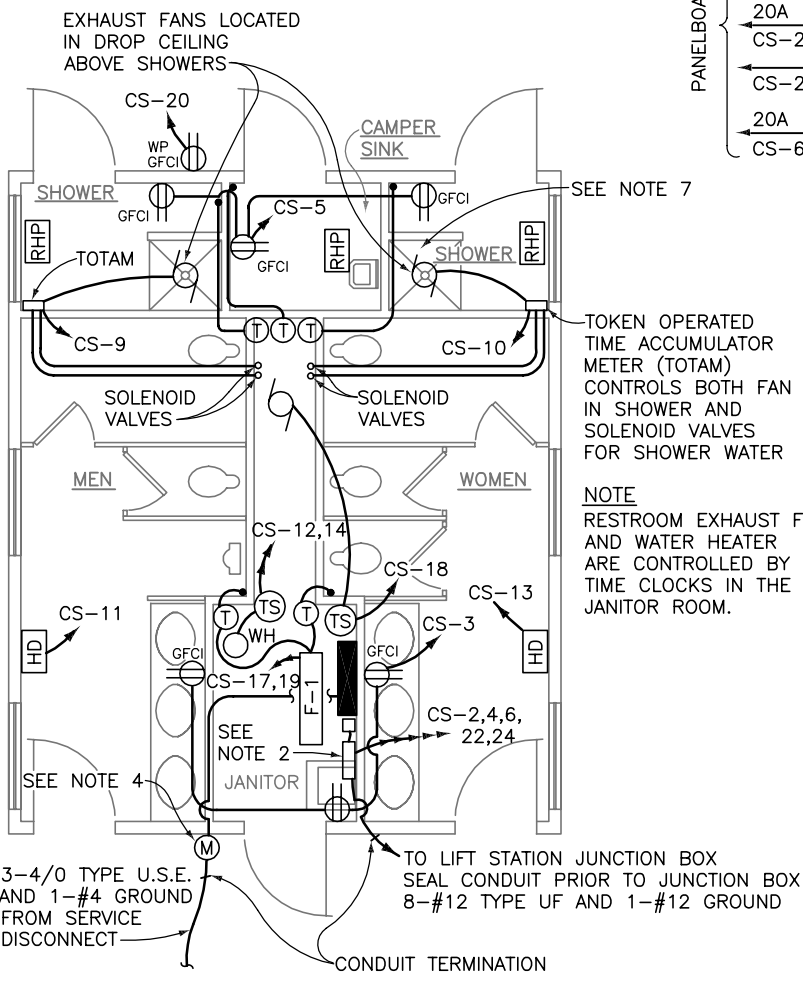 EXHAUST FANS LOCATED
IN DROP CEILING
ABOVE SHOWERS
20A
CS-2
CS-2
20A
CS-6
CS-20
WP
GFCI
CAMPER
SINK
SHOWER
GFCI
CS-5
GFCI
SEE NOTE 7
RHP
RHP
RHP
GFCI
SHOWER
TOTAM
T
T
T
CS-9
CS-10
TOKEN OPERATED
TIME ACCUMULATOR
METER (TOTAM)
CONTROLS BOTH FAN
IN SHOWER AND
SOLENOID VALVES
FOR SHOWER WATER
SOLENOID
VALVES
SOLENOID
VALVES
MEN
WOMEN
NOTE
RESTROOM EXHAUST F
AND WATER HEATER
ARE CONTROLLED BY
TIME CLOCKS IN THE
JANITOR ROOM.
CS-12,14
CS-18
CS-11
CS-13
T
TS
T
TS
WH
CS-3
HD
HD
GFCI
GFCI
CS-17,19
F-1
CS-2,4,6,
22,24
SEE
NOTE 2
JANITOR
SEE NOTE 4
M
3-4/0 TYPE U.S.E.
AND 1-#4 GROUND
FROM SERVICE
DISCONNECT
TO LIFT STATION JUNCTION BOX
SEAL CONDUIT PRIOR TO JUNCTION BOX
8-#12 TYPE UF AND 1-#12 GROUND
CONDUIT TERMINATION